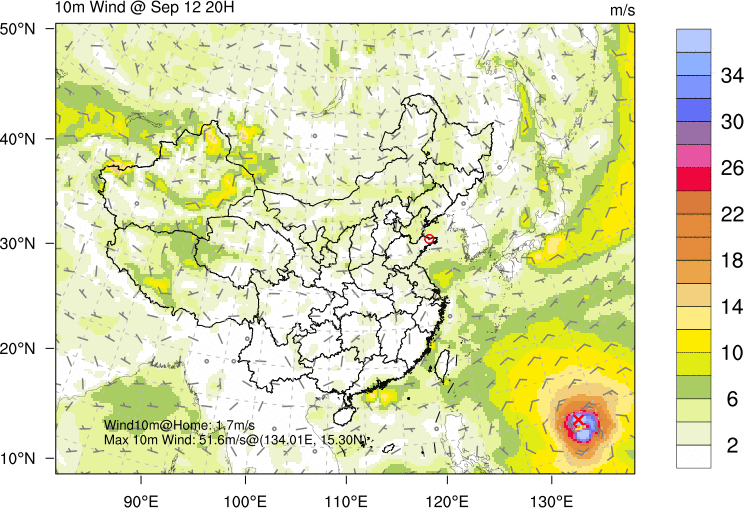 10m Wind @ Sep 12 20H
m/s
50°N
40°N
30°N
20°N
10°N
90°E
100°E
110°E
120°E
130°E
34
30
26
22
18
14
10
6
2
Wind10m@Home: 1.7m/s
Max 10m Wind: 51.6m/s@(134.01E, 15.30N)